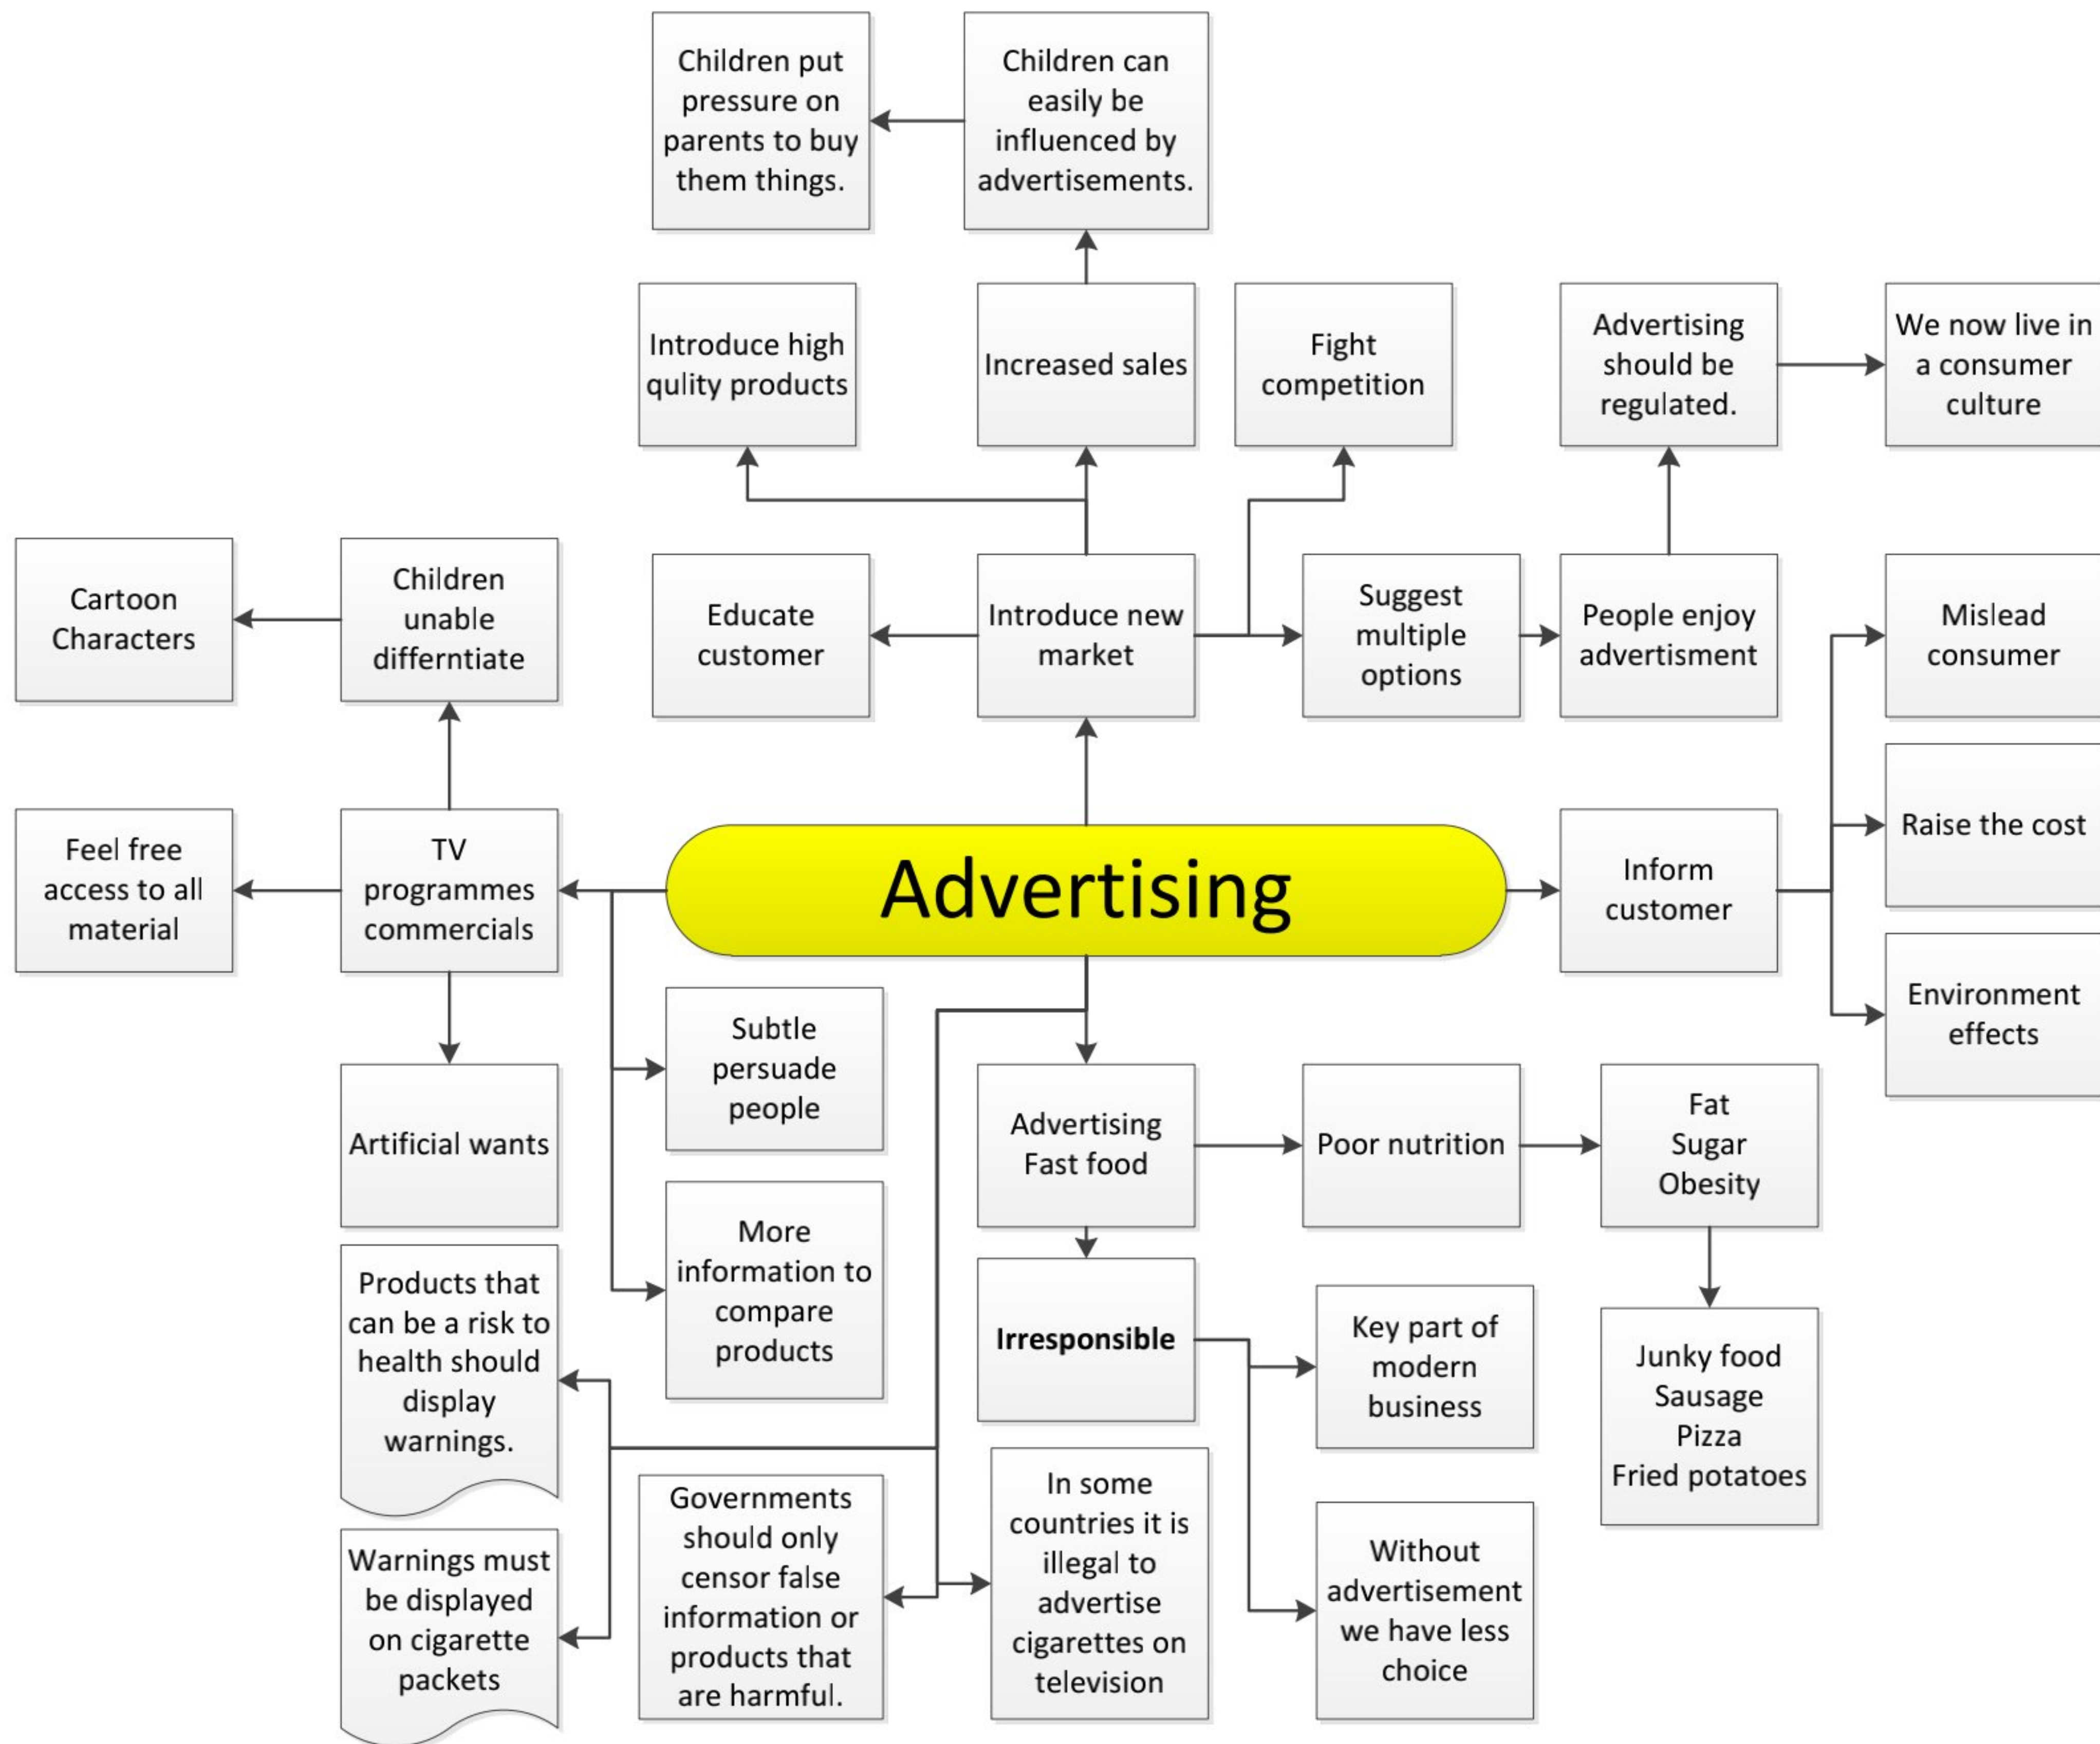 Children put
pressure on
parents to buy
them things.
Children can
easily be
influenced by
advertisements.
Introduce high
qulity products
Increased sales
Fight
competition
Advertising
should be
regulated.
We now live in
a consumer
culture
Cartoon
Characters
Children
unable
differntiate
Educate
customer
Introduce new
market
Suggest
multiple
options
People enjoy
advertisment
Mislead
consumer
Feel free
access to all
material
TV
programmes
commercials
Advertising
Inform
customer
Raise the cost
Environment
effects
Artificial wants
Subtle
persuade
people
Advertising
Fast food
Poor nutrition
Fat
Sugar
Obesity
More
information to
compare
products
Products that
can be a risk to
health should
display
warnings.
Irresponsible
Key part of
modern
business
Junky food
Sausage
Pizza
Fried potatoes
Warnings must
be displayed
on cigarette
packets
Governments
should only
censor false
information or
products that
are harmful.
In some
countries it is
illegal to
advertise
cigarettes on
television
Without
advertisement
we have less
choice